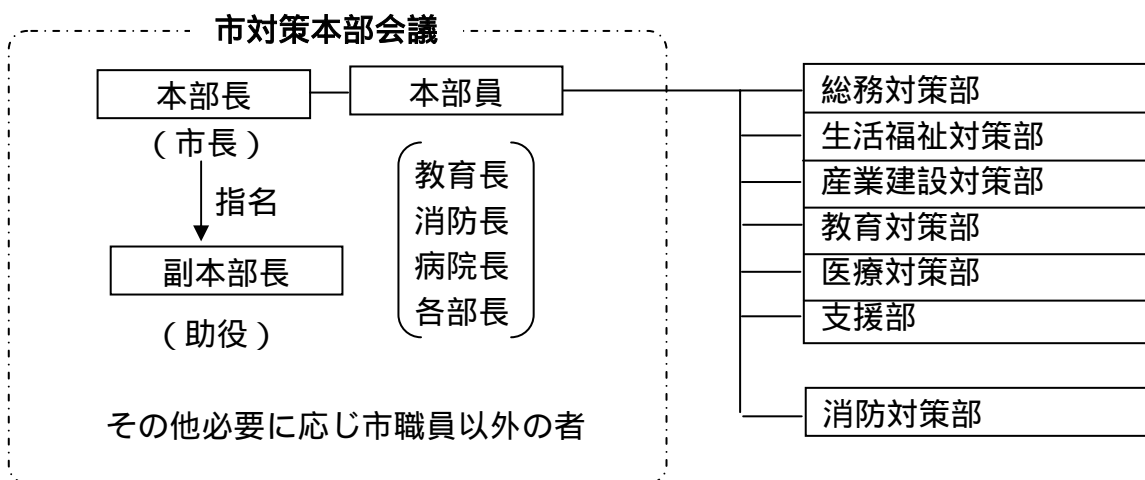 市対策本部会議
本部長
本部員
（市長）
指名
副本部長
（助役）
教育長
消防長
病院長
各部長
その他必要に応じ市職員以外の者
総務対策部
生活福祉対策部
産業建設対策部
教育対策部
医療対策部
支援部
消防対策部